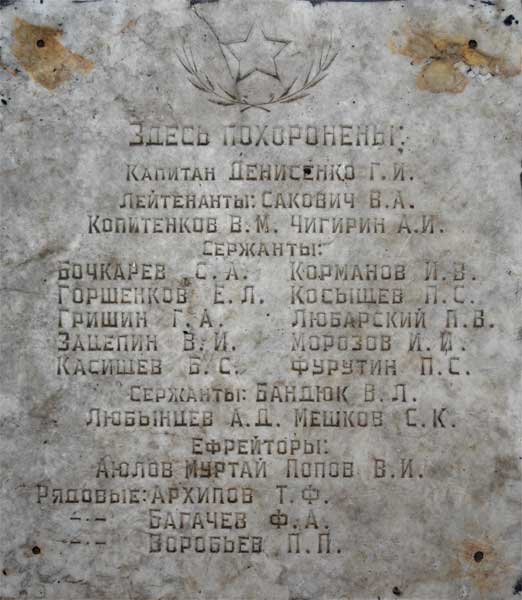 Здесь похоронены:
Капитан Денисенко Г.И.
Лейтенанты: Сакович В.А.
Копитенков В.М. Чигирин А.И.
Сержанты:
Бочкарев С.А. Корманов И.В.
Горшенков Е.Л. Косыщев П.С.
Гришин Г.А. Любарский П.В.
Зацепин В.И. Морозов И.И.
Касишев Б.С. Фурутин П.С.
Сержанты: Бандюк В.Л.
Любынцев А.Д. Мешков С.К.
Ефрейторы:
Аюлов Муртай Попов В.И.
Рядовые: Архипов Т.Ф.
-·- Багачев Ф.А.
-·- Воробьев П.П.